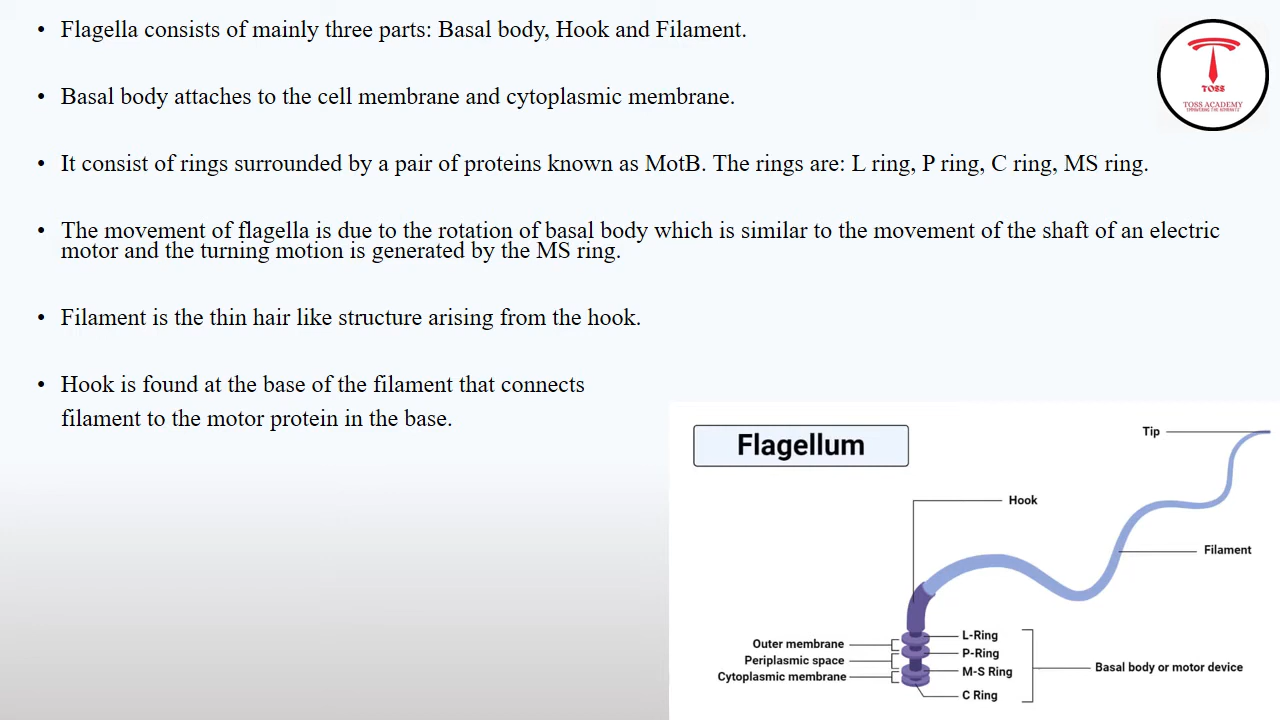 • Flagella consists of mainly three parts: Basal body, Hook and Filament.
• Basal body attaches to the cell membrane and cytoplasmic membrane.
• It consist of rings surrounded by a pair of proteins known as MotB. The rings are: L ring, P ring, C ring, MS ring.
• The movement of flagella is due to the rotation of basal body which is similar to the movement of the shaft of an electric
motor and the turning motion is generated by the MS ring.
• Filament is the thin hair like structure arising from the hook.
• Hook is found at the base of the filament that connects
filament to the motor protein in the base.
TOSS
TOSS ACADEMY
Flagellum
Tip
Hook
Filament
Outer membrane
Periplasmic space
Cytoplasmic membrane
L-Ring
P-Ring
M-S Ring
C Ring
Basal body or motor device